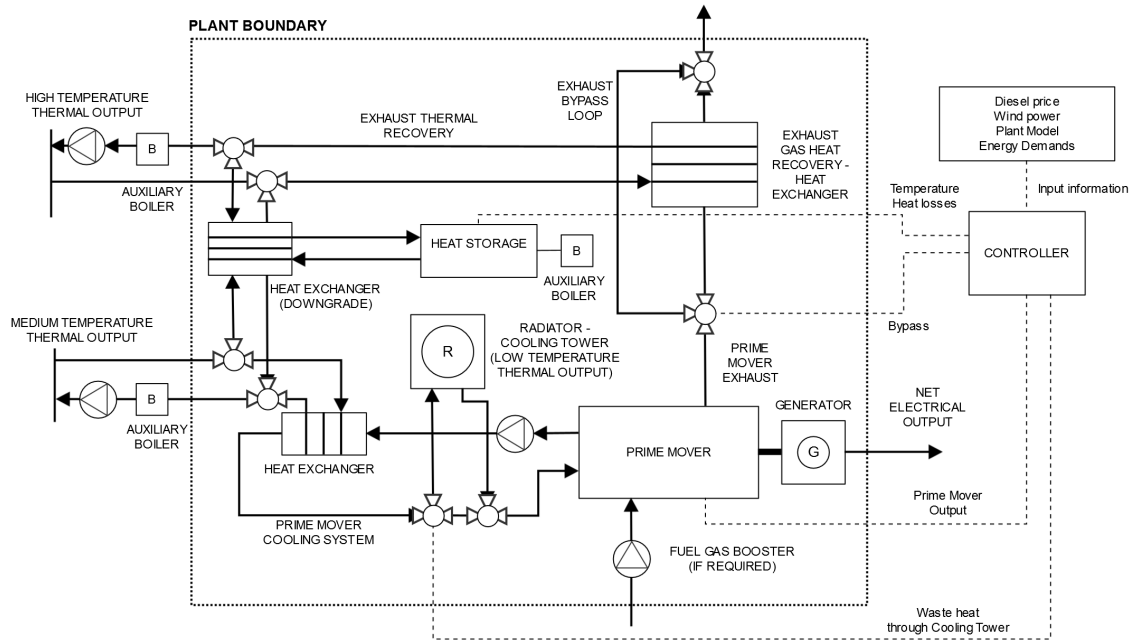 PLANT BOUNDARY
HIGH TEMPERATURE
THERMAL OUTPUT
B
AUXILIARY
BOILER
EXHAUST THERMAL
RECOVERY
EXHAUST
BYPASS
LOOP
EXHAUST
GAS HEAT
RECOVERY -
HEAT
EXCHANGER
Diesel price
Wind power
Plant Model
Energy Demands
Temperature
Heat losses
Input information
CONTROLLER
HEAT STORAGE
B
AUXILIARY
BOILER
HEAT EXCHANGER
(DOWNGRADE)
MEDIUM TEMPERATURE
THERMAL OUTPUT
B
AUXILIARY
BOILER
R
RADIATOR -
COOLING TOWER
(LOW TEMPERATURE
THERMAL OUTPUT)
Bypass
PRIME
MOVER
EXHAUST
HEAT EXCHANGER
PRIME MOVER
GENERATOR
G
NET
ELECTRICAL
OUTPUT
PRIME MOVER
COOLING SYSTEM
Prime Mover
Output
FUEL GAS BOOSTER
(IF REQUIRED)
Waste heat
through Cooling Tower